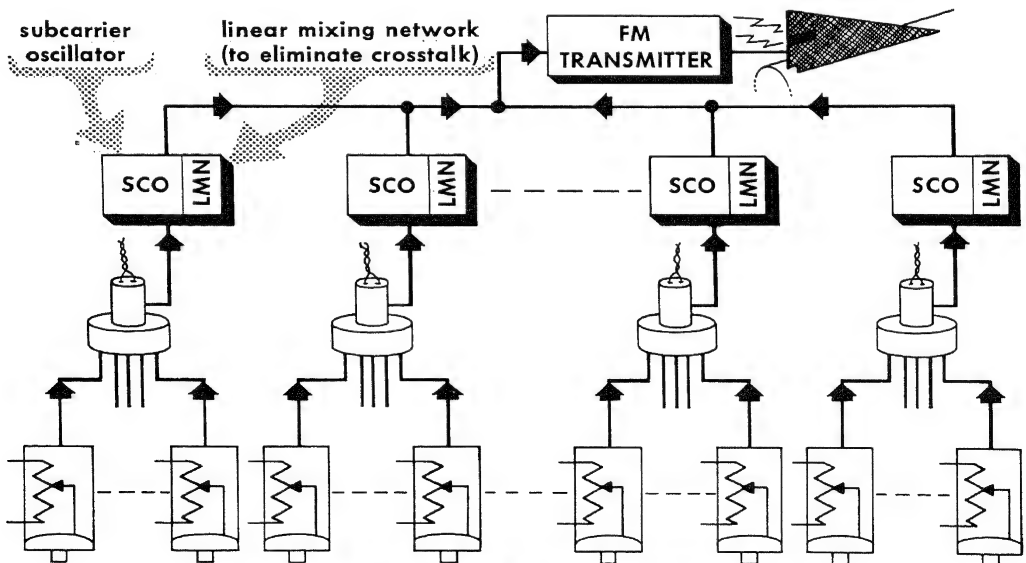 subcarrier
oscillator
linear mixing network
(to eliminate crosstalk)
FM
TRANSMITTER
SCO
LMN
SCO
LMN
SCO
LMN
SCO
LMN